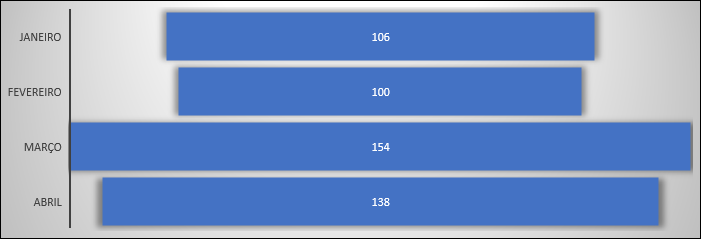 JANEIRO 106
FEVEREIRO 100
MARÇO 154
ABRIL 138